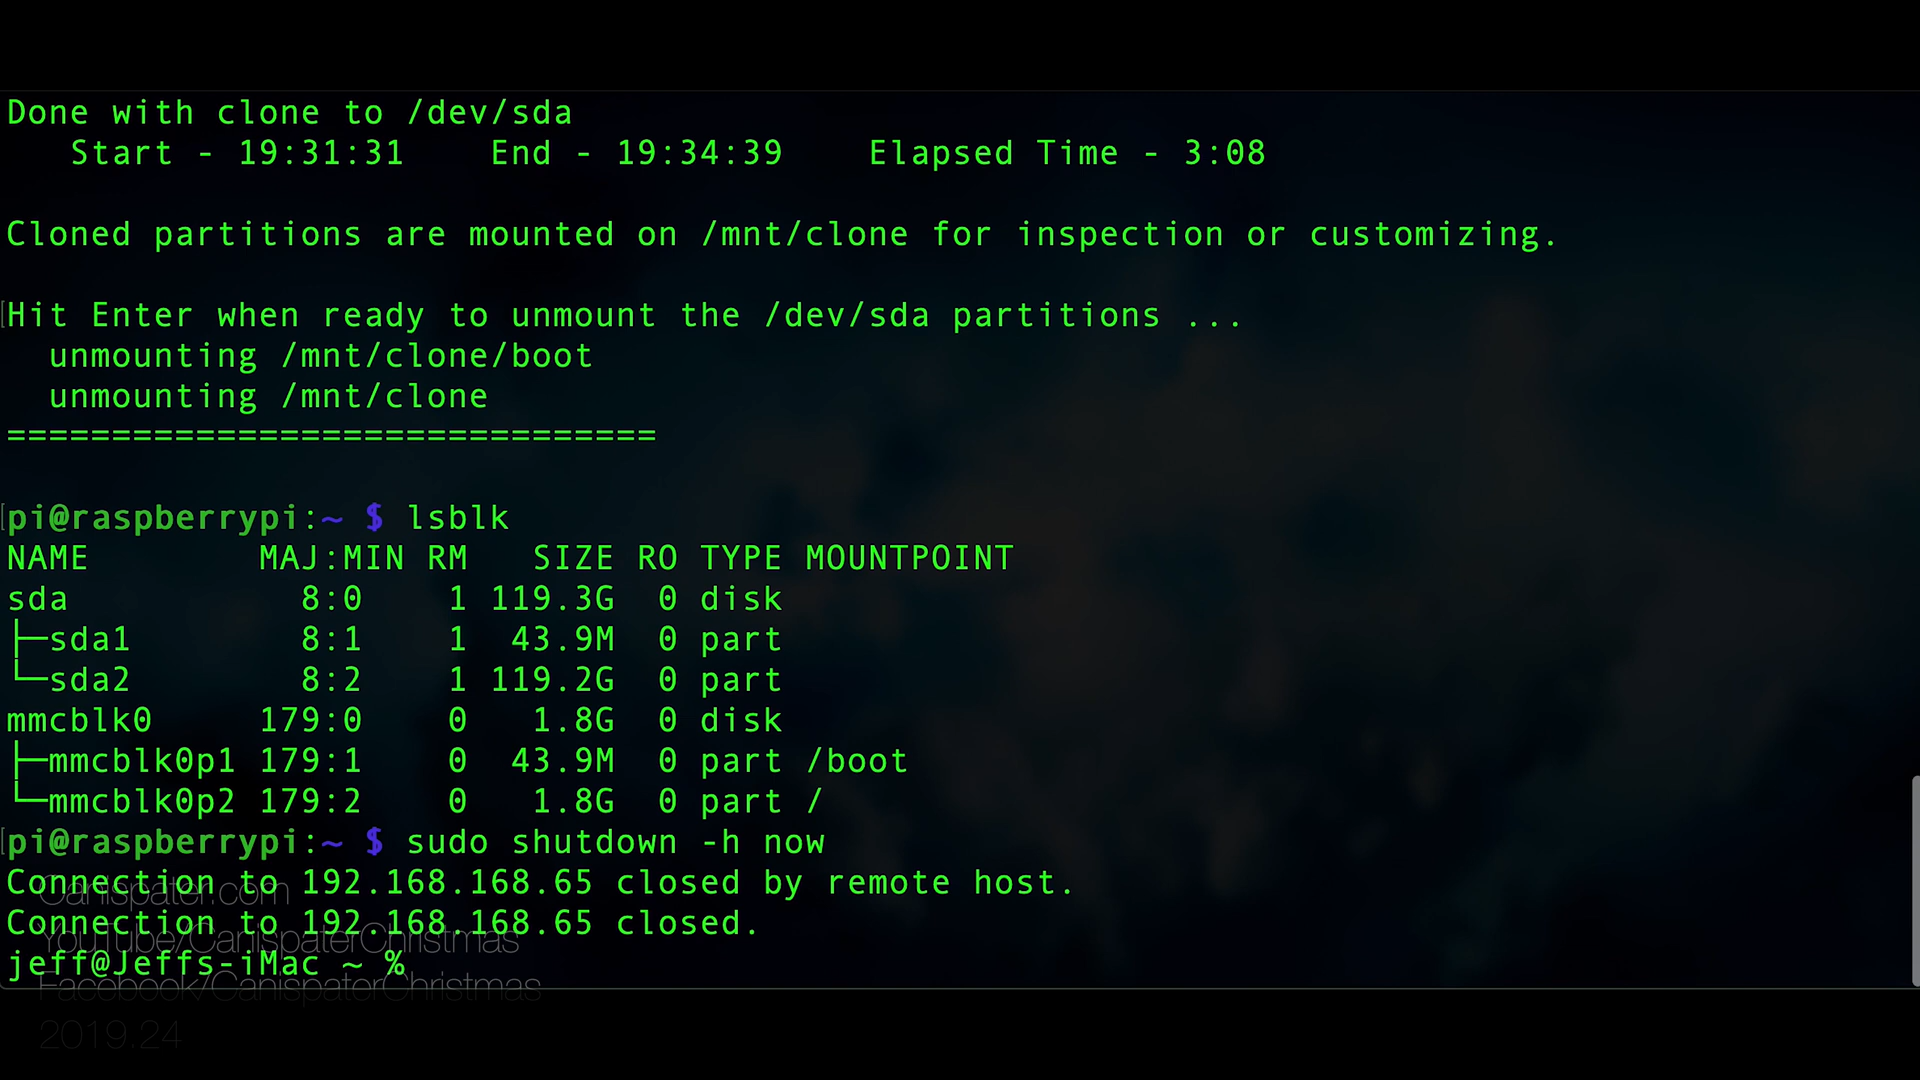 Done with clone to /dev/sda
   Start - 19:31:31    End - 19:34:39    Elapsed Time - 3:08
Cloned partitions are mounted on /mnt/clone for inspection or customizing.
Hit Enter when ready to unmount the /dev/sda partitions ...
  unmounting /mnt/clone/boot
  unmounting /mnt/clone
===============================
pi@raspberrypi:~ $ lsblk
NAME        MAJ:MIN RM   SIZE RO TYPE MOUNTPOINT
sda           8:0    1 119.3G  0 disk
├─sda1        8:1    1  43.9M  0 part
└─sda2        8:2    1 119.2G  0 part
mmcblk0     179:0    0   1.8G  0 disk
├─mmcblk0p1 179:1    0  43.9M  0 part /boot
└─mmcblk0p2 179:2    0   1.8G  0 part /
pi@raspberrypi:~ $ sudo shutdown -h now
Connection to 192.168.168.65 closed by remote host.
Canispater.com
Connection to 192.168.168.65 closed.
YouTube/CanispaterChristmas
jeff@Jeffs-iMac ~ %
Facebook/CanispaterChristmas
2019.24